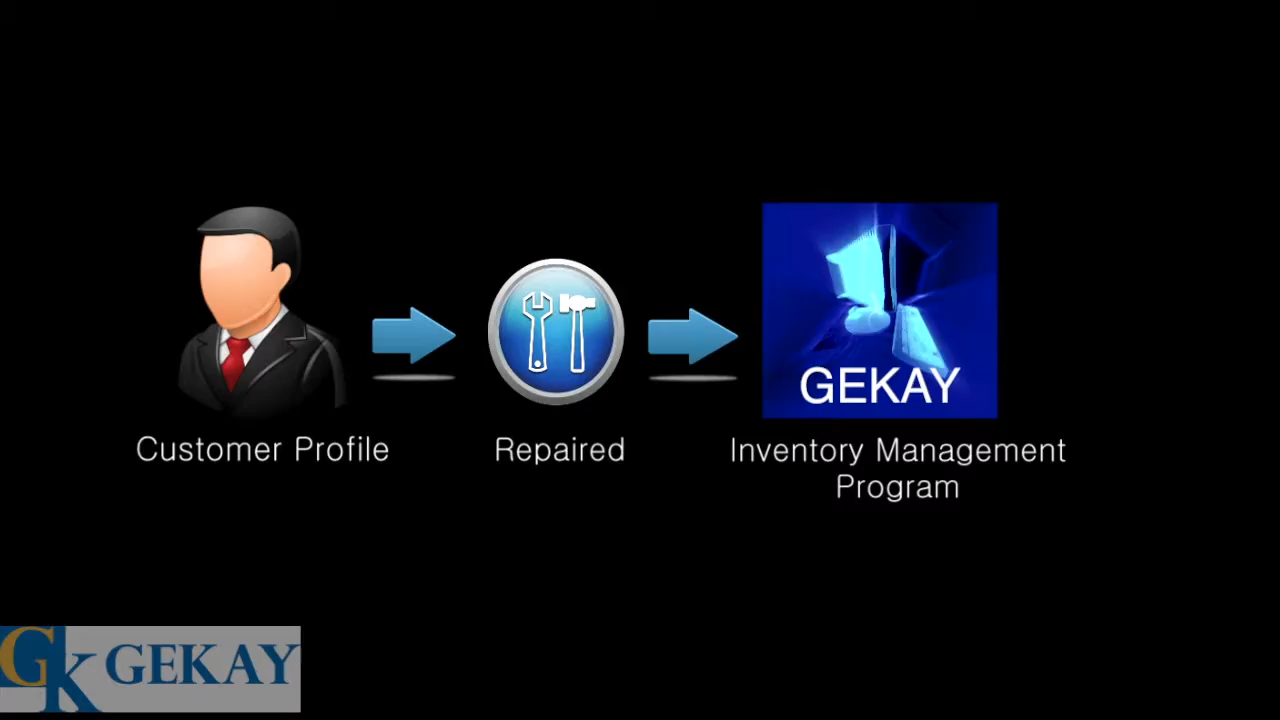 GEKAY
Customer Profile
Repaired
Inventory Management
Program
GK GEKAY